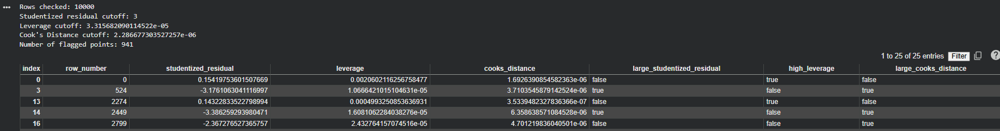 Rows checked: 10000
Studentized residual cutoff: 3
Leverage cutoff: 3.315682090114522e-05
Cook's Distance cutoff: 2.286677303527257e-06
Number of flagged points: 941
1 to 25 of 25 entries Filter
index row_number studentized_residual leverage cooks_distance large_studentized_residual high_leverage large_cooks_distance
0 0 0.15419753601507669 0.0020602116256758477 1.6926390854582363e-06 false true false
3 524 -3.1761063041116997 1.0666421015104631e-05 3.7103545879142524e-06 true false true
13 2274 0.14322833522798994 0.0004993250853636931 3.5339482327836366e-07 false true false
14 2449 -3.386259293980471 1.6081062284038276e-05 6.358638571084528e-06 true false true
16 2799 -2.367276527365757 2.432764157074516e-05 4.701219836040501e-06 false false true